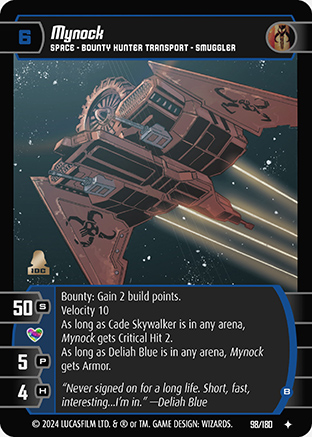 6
Mynock
SPACE - BOUNTY HUNTER TRANSPORT - SMUGGLER
IDC
50 S
Bounty: Gain 2 build points.
Velocity 10
As long as Cade Skywalker is in any arena,
Mynock gets Critical Hit 2.
5 P
As long as Deliah Blue is in any arena, Mynock
gets Armor.
4 H
“Never signed on for a long life. Short, fast,
interesting...I’m in.” —Deliah Blue
B
© 2024 LUCASFILM LTD. & ® or TM. GAME DESIGN: WIZARDS.
98/180